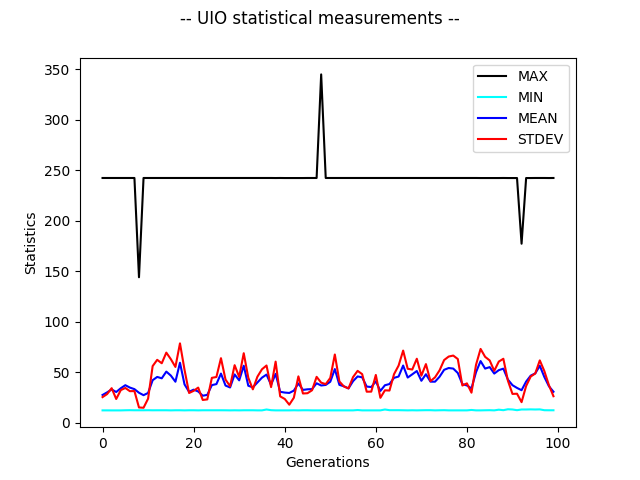 -- UIO statistical measurements --
350
300
250
200
150
100
50
0
Statistics
MAX
MIN
MEAN
STDEV
0 20 40 60 80 100
Generations